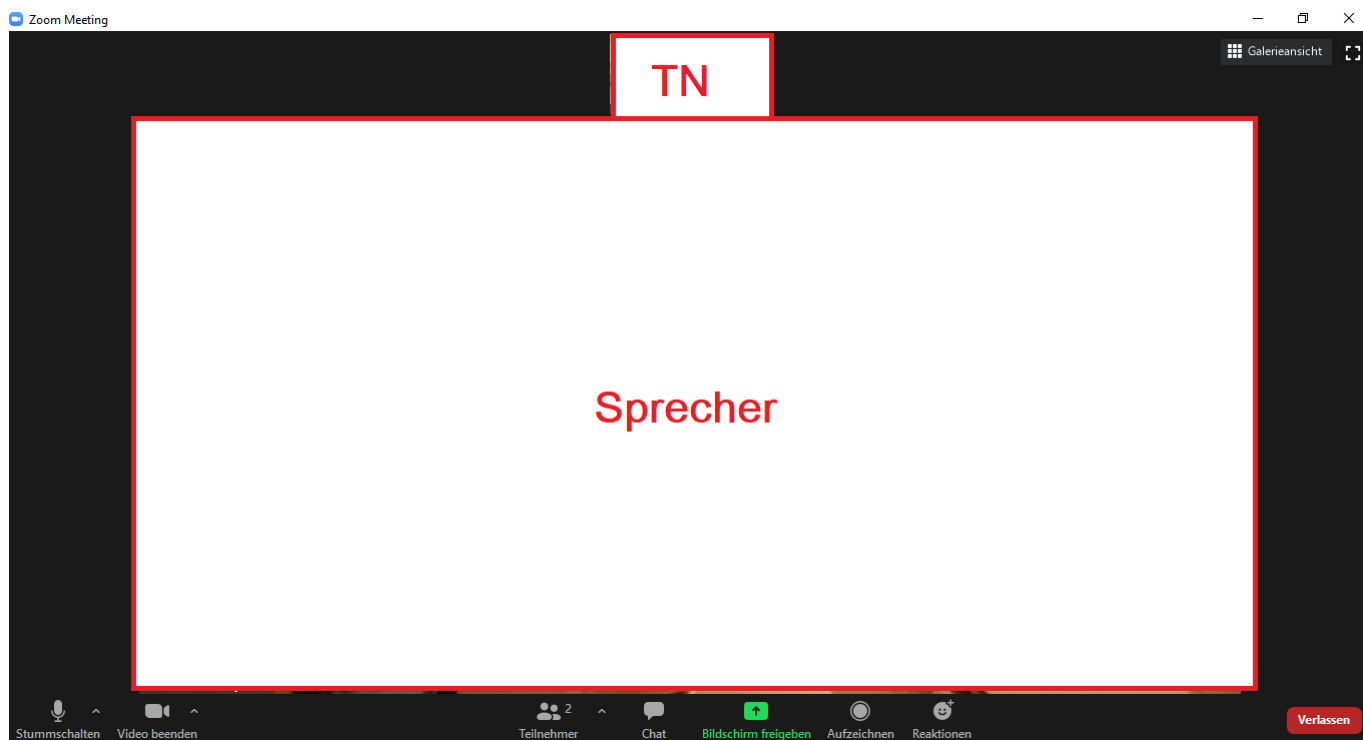 Zoom Meeting
Galerieansicht
TN
Sprecher
2
Stummschalten Video beenden Teilnehmer Chat Bildschirm freigeben Aufzeichnen Reaktionen Verlassen